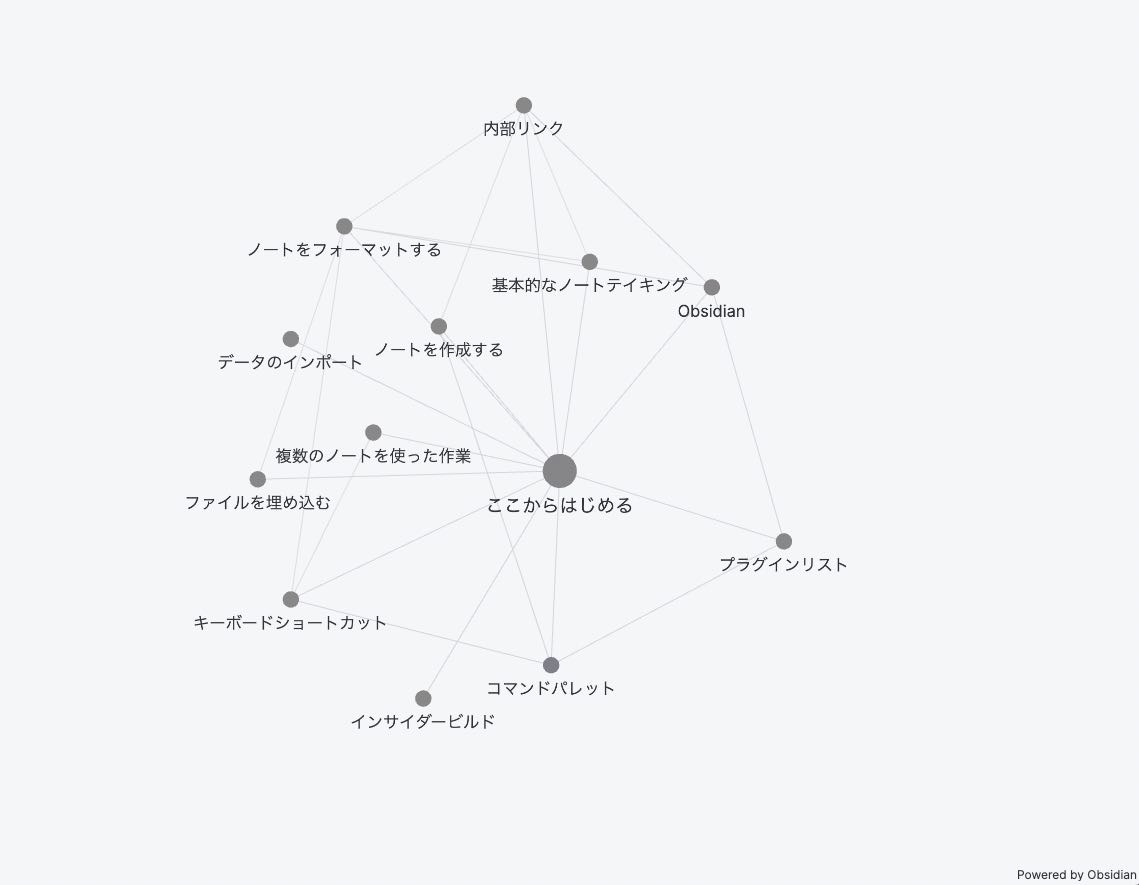 内部リンク
ノートをフォーマットする
基本的なノートテイキング
Obsidian
ノートを作成する
データのインポート
複数のノートを使った作業
ファイルを埋め込む
ここからはじめる
プラグインリスト
キーボードショートカット
コマンドパレット
インサイダービルド
Powered by Obsidian